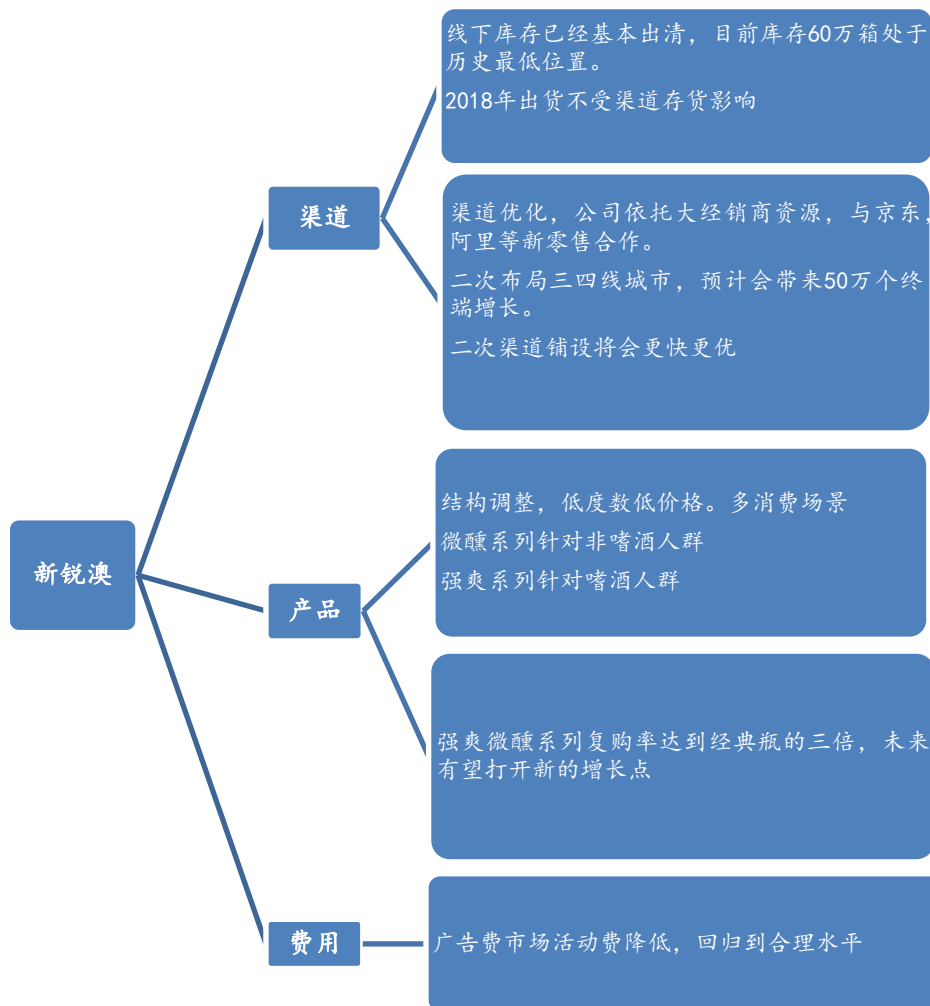 线下库存已经基本出清，目前库存60万箱处于
历史最低位置。
2018年出货不受渠道存货影响
渠道
渠道优化，公司依托大经销商资源，与京东，
阿里等新零售合作。
二次布局三四线城市，预计会带来50万个终
端增长。
二次渠道铺设将会更快更优
新锐澳
结构调整，低度数低价格。多消费场景
微醺系列针对非嗜酒人群
强爽系列针对嗜酒人群
产品
强爽微醺系列复购率达到经典瓶的三倍，未来
有望打开新的增长点
费用
广告费市场活动费降低，回归到合理水平